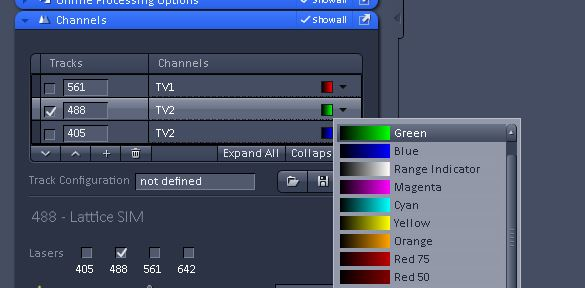 Online Processing Options Show all
Channels Show all
Tracks Channels
561 TV1
488 TV2
405 TV2
Expand All Collaps
Track Configuration not defined
488 - Lattice SIM
Lasers
405 488 561 642
Green
Blue
Range Indicator
Magenta
Cyan
Yellow
Orange
Red 75
Red 50